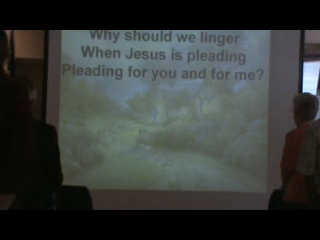 Why should we linger
When Jesus is pleading
Pleading for you and for me?